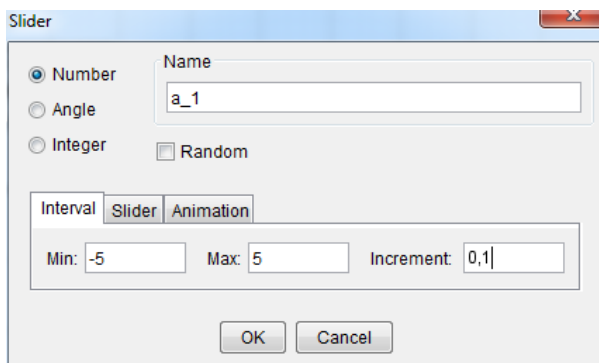 Slider
Number
Name
a_1
Angle
Integer
Random
Interval Slider Animation
Min: -5 Max: 5 Increment: 0,1
OK Cancel